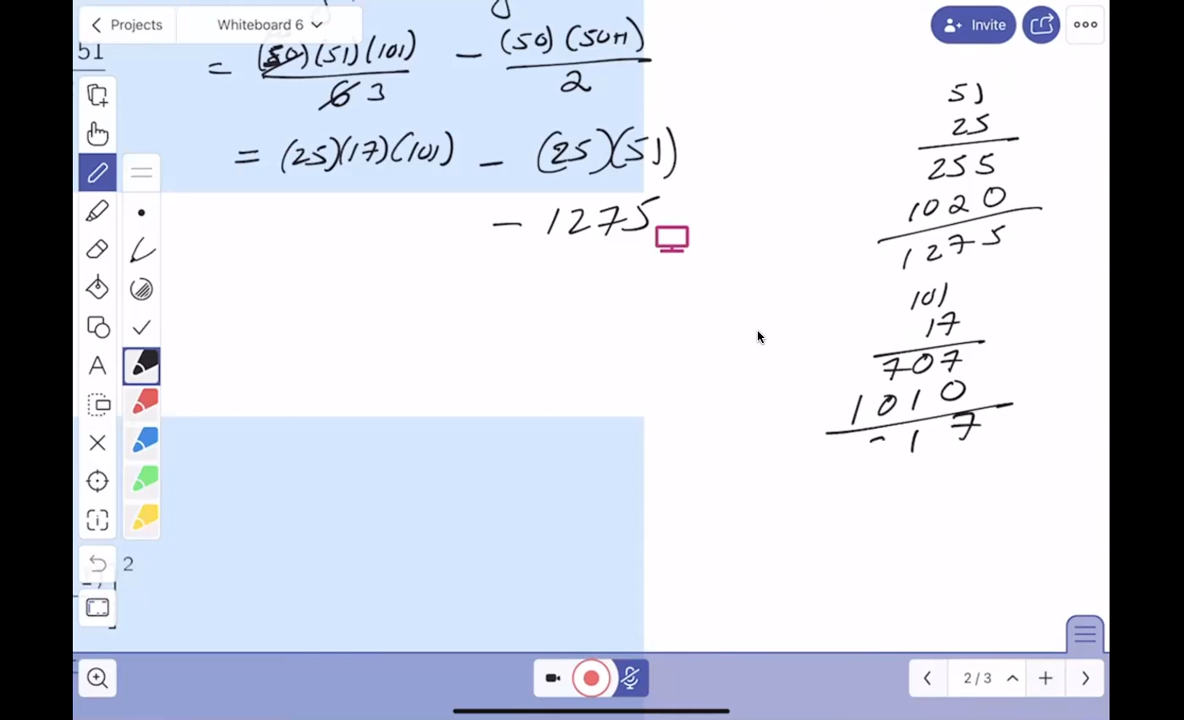 Projects
Whiteboard 6
Invite
51
= (50)(51)(101) - (50)(50+1)
6 3 2
= (25)(17)(101) - (25)(51)
- 1275
51
25
255
1020
1275
101
17
707
1010
17
A
2
2/3